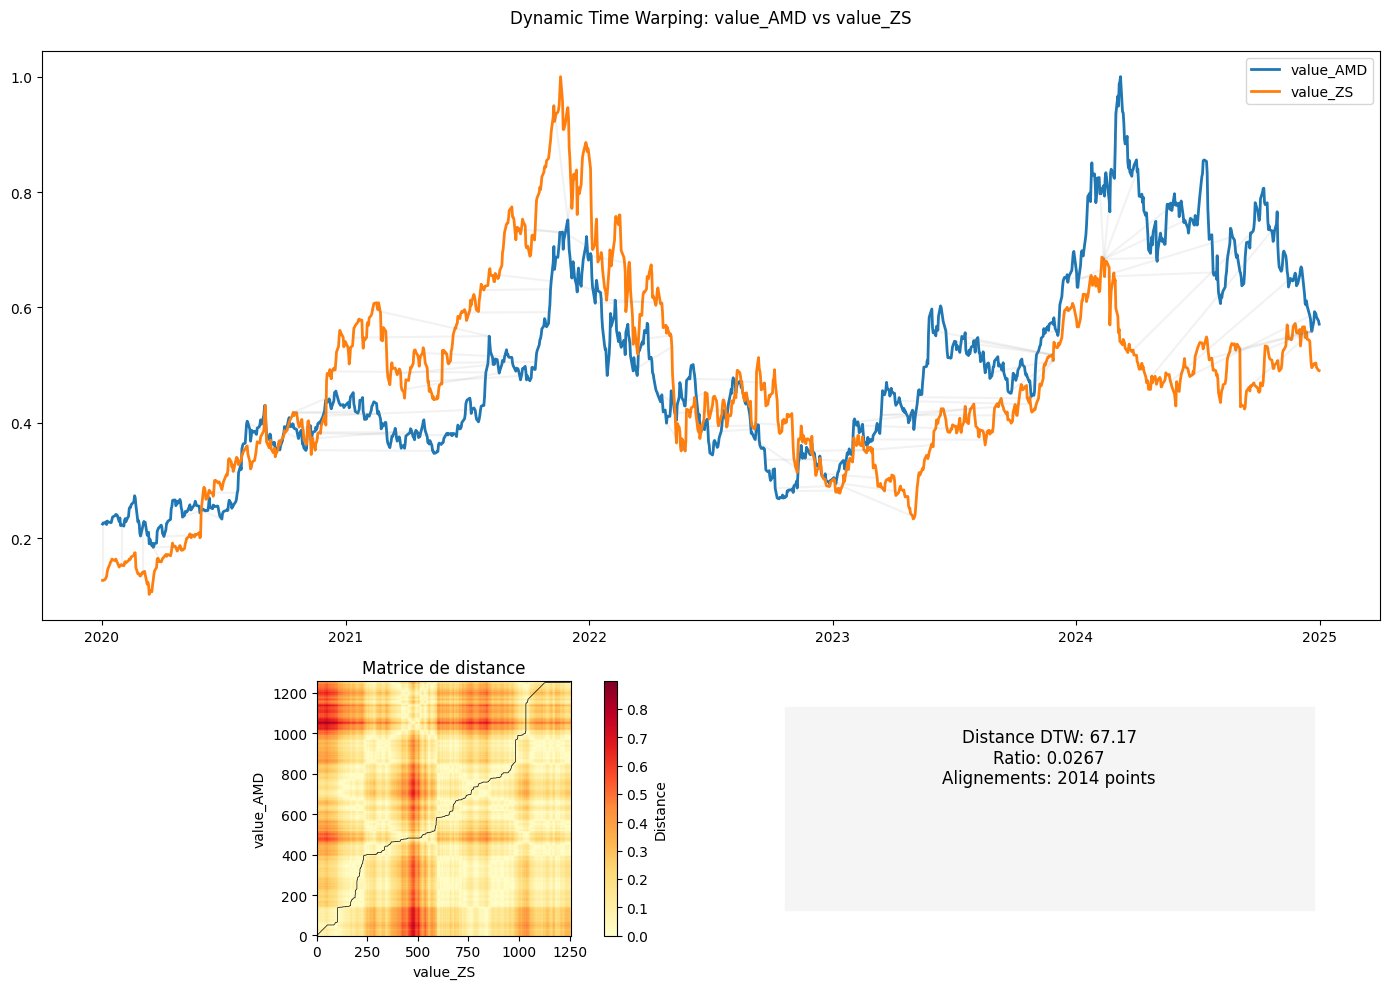 Dynamic Time Warping: value_AMD vs value_ZS
value_AMD
value_ZS
1.0
0.8
0.6
0.4
0.2
2020 2021 2022 2023 2024 2025
Matrice de distance
value_AMD
1200
1000
800
600
400
200
0
0 250 500 750 1000 1250
value_ZS
0.8
0.7
0.6
0.5
0.4
0.3
0.2
0.1
0.0
Distance
Distance DTW: 67.17
Ratio: 0.0267
Alignements: 2014 points